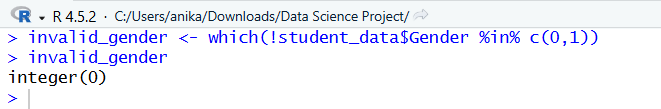 R 4.5.2 · C:/Users/anika/Downloads/Data Science Project/
> invalid_gender <- which(!student_data$Gender %in% c(0,1))
> invalid_gender
integer(0)
>